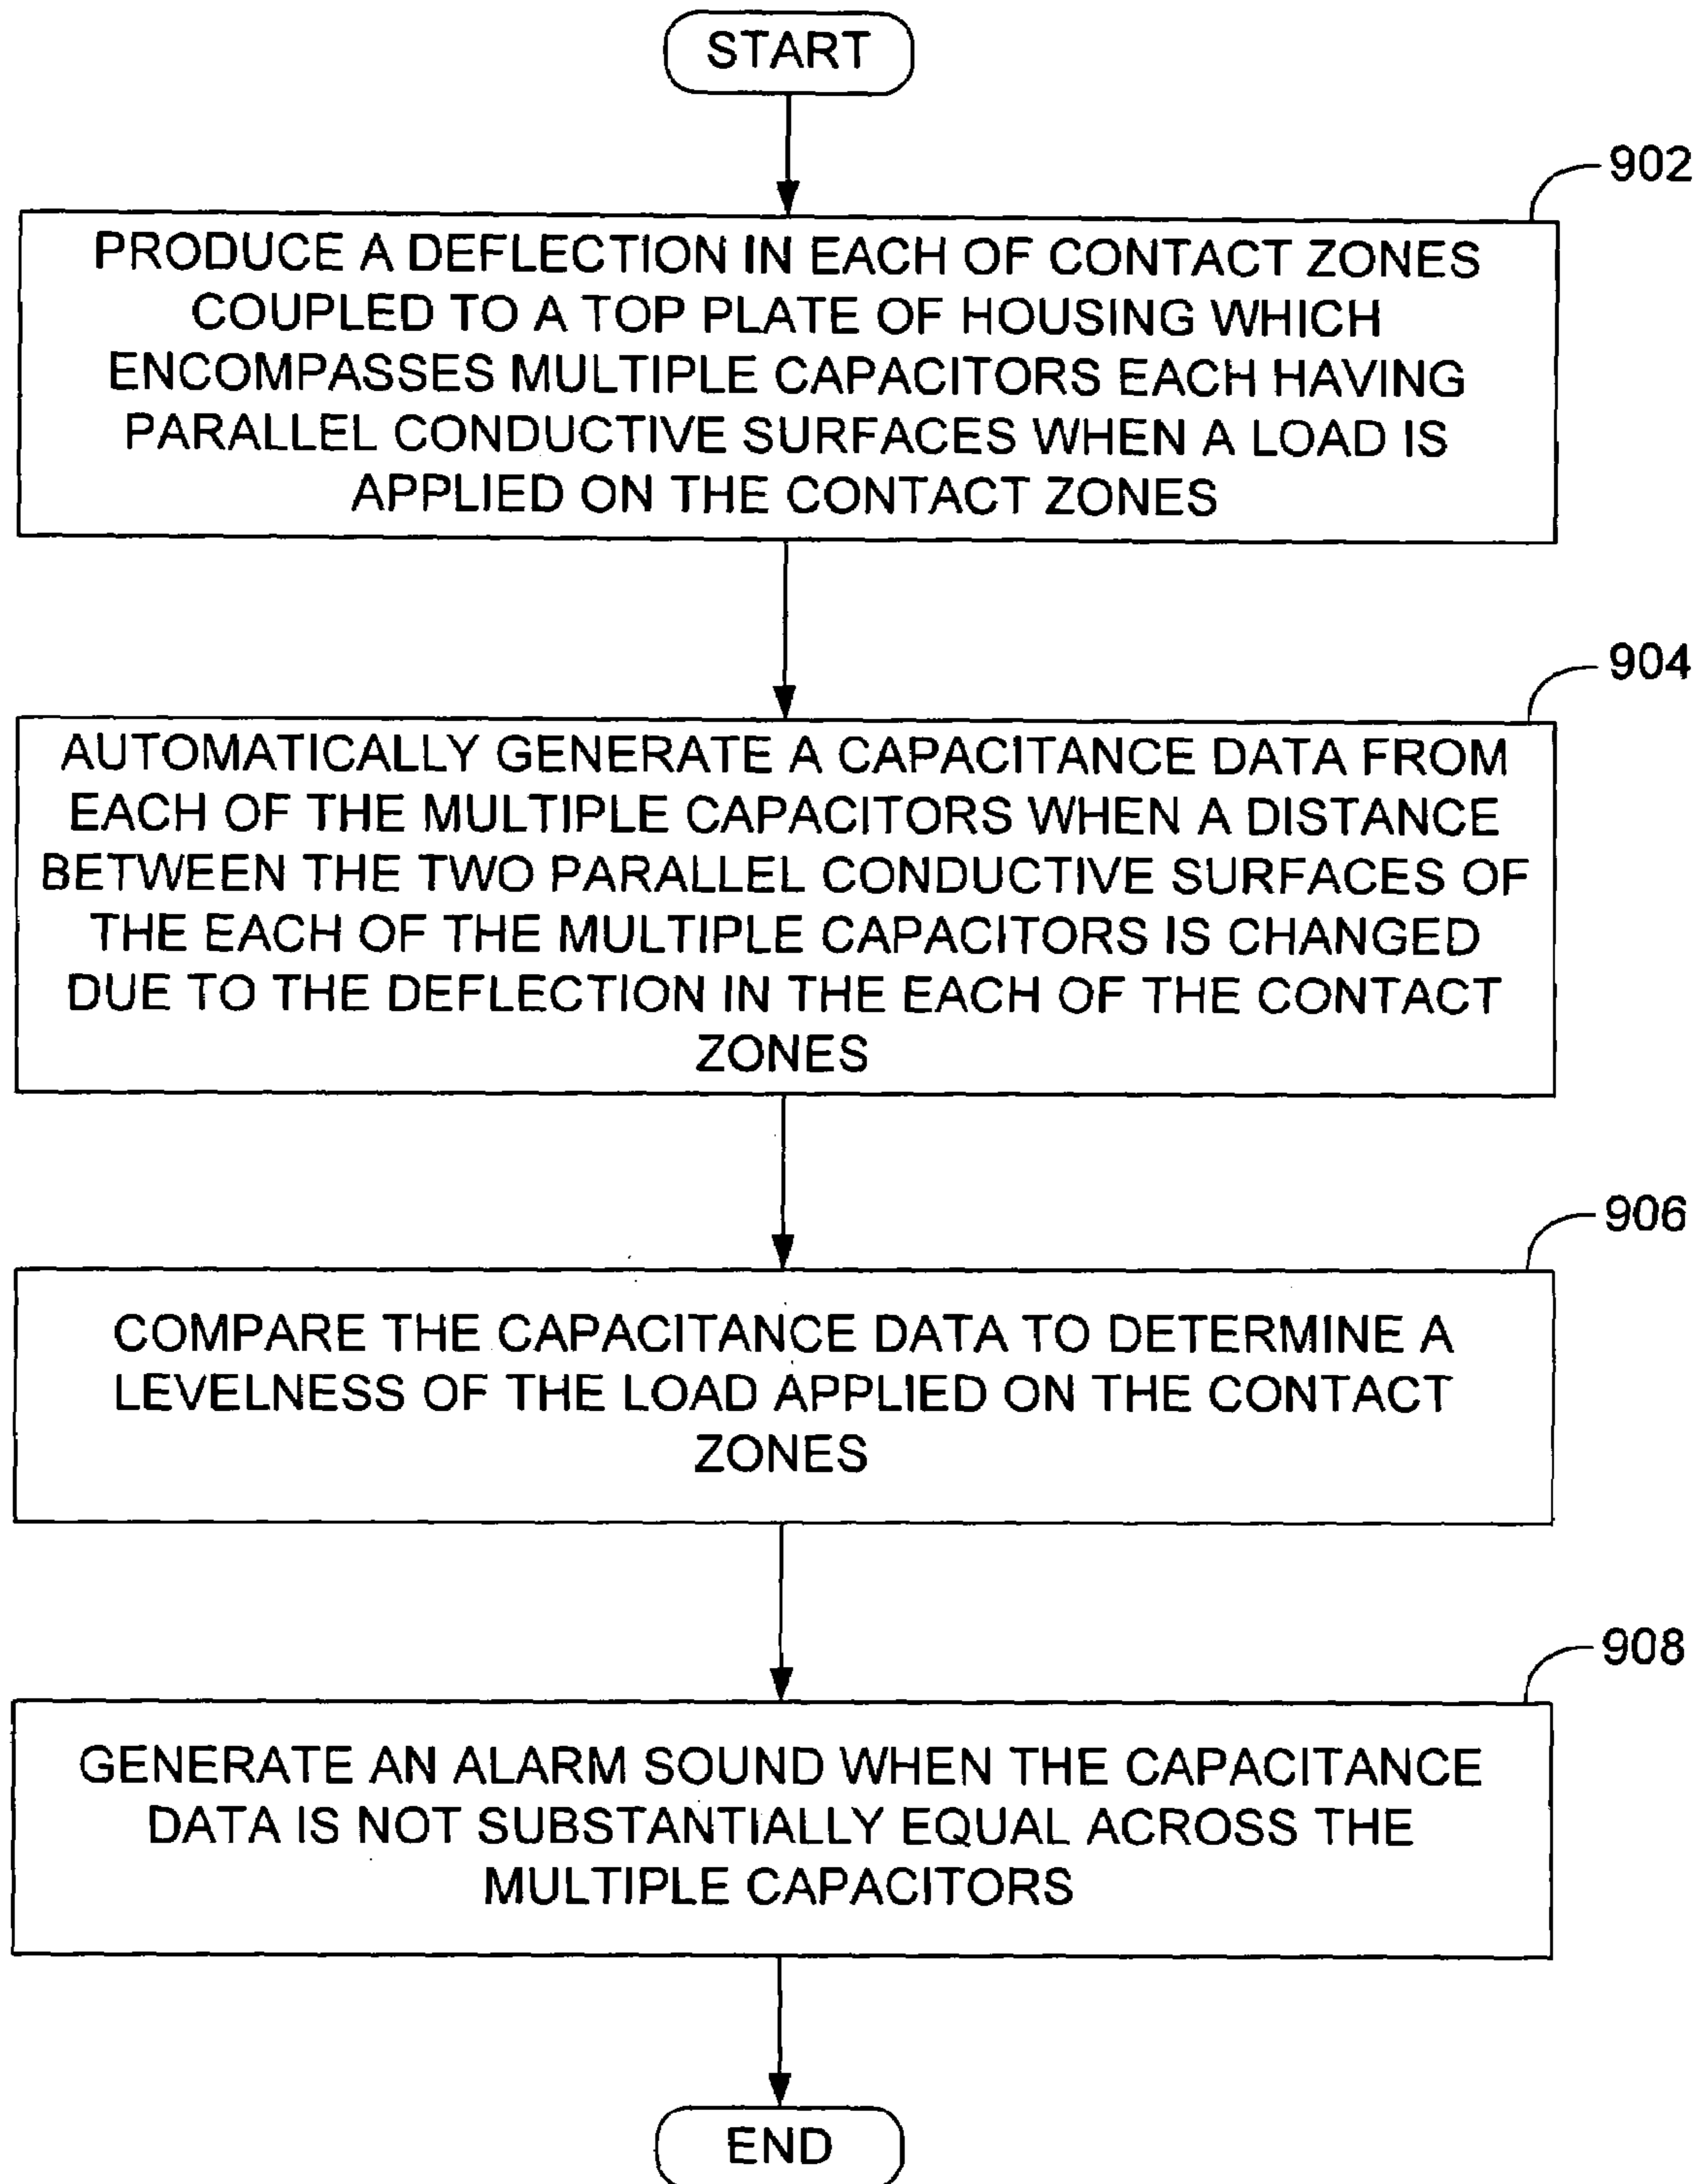 START
902
PRODUCE A DEFLECTION IN EACH OF CONTACT ZONES
COUPLED TO A TOP PLATE OF HOUSING WHICH
ENCOMPASSES MULTIPLE CAPACITORS EACH HAVING
PARALLEL CONDUCTIVE SURFACES WHEN A LOAD IS
APPLIED ON THE CONTACT ZONES
904
AUTOMATICALLY GENERATE A CAPACITANCE DATA FROM
EACH OF THE MULTIPLE CAPACITORS WHEN A DISTANCE
BETWEEN THE TWO PARALLEL CONDUCTIVE SURFACES OF
THE EACH OF THE MULTIPLE CAPACITORS IS CHANGED
DUE TO THE DEFLECTION IN THE EACH OF THE CONTACT
ZONES
906
COMPARE THE CAPACITANCE DATA TO DETERMINE A
LEVELNESS OF THE LOAD APPLIED ON THE CONTACT
ZONES
908
GENERATE AN ALARM SOUND WHEN THE CAPACITANCE
DATA IS NOT SUBSTANTIALLY EQUAL ACROSS THE
MULTIPLE CAPACITORS
END